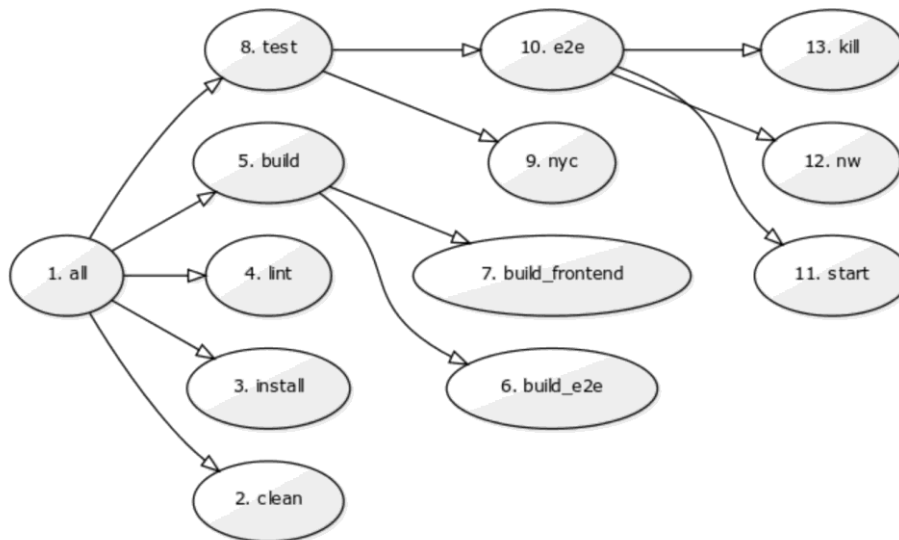 8. test
10. e2e
13. kill
5. build
9. nyc
12. nw
1. all
4. lint
7. build_frontend
11. start
3. install
6. build_e2e
2. clean